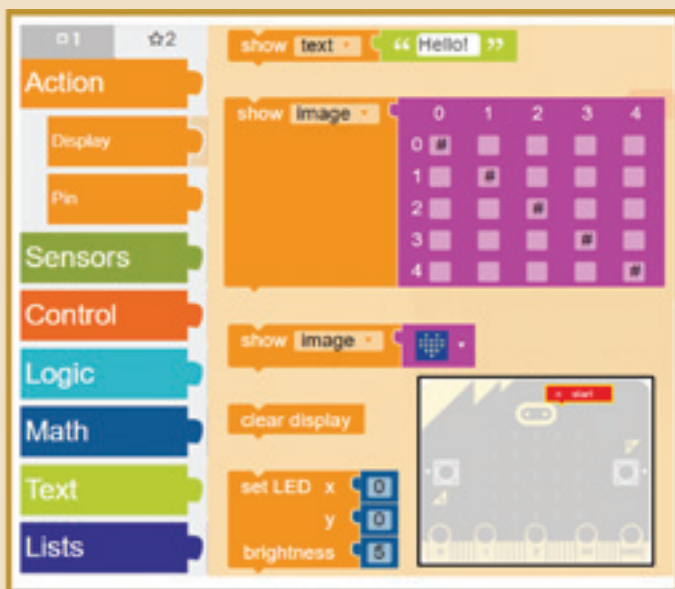 1 2
Action
Display
Pin
Sensors
Control
Logic
Math
Text
Lists
show text “ Hello! ”
show image 0 1 2 3 4
0 #
1 #
2 #
3 #
4 #
show image
clear display
set LED x 0
y 0
brightness 5
start